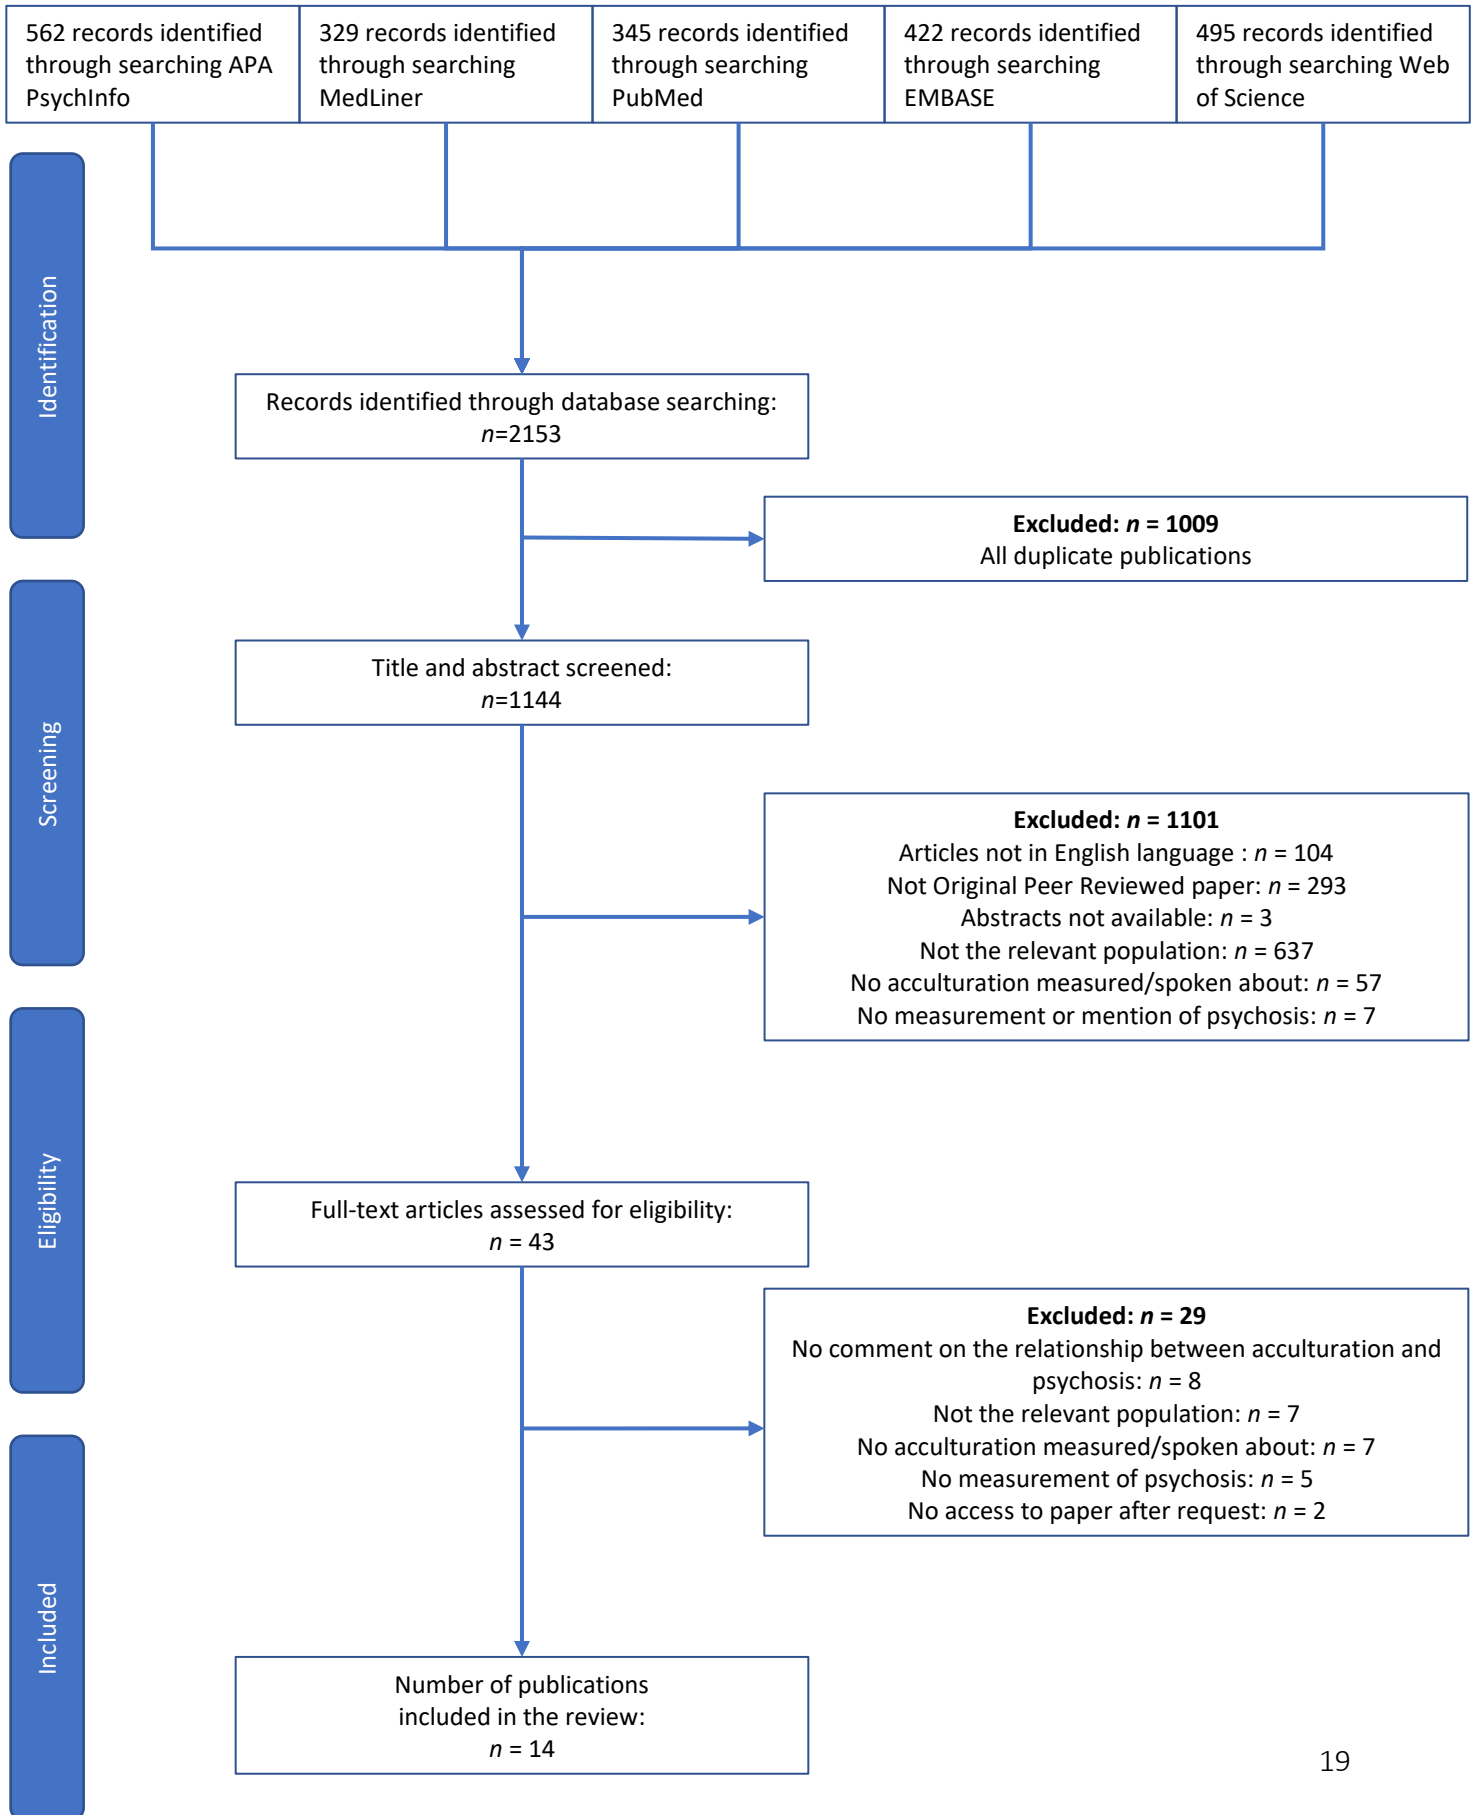 562 records identified
through searching APA
PsychInfo
329 records identified
through searching
MedLiner
345 records identified
through searching
PubMed
422 records identified
through searching
EMBASE
495 records identified
through searching Web
of Science
Identification
Records identified through database searching:
n=2153
Excluded: n = 1009
All duplicate publications
Screening
Title and abstract screened:
n=1144
Excluded: n = 1101
Articles not in English language : n = 104
Not Original Peer Reviewed paper: n = 293
Abstracts not available: n = 3
Not the relevant population: n = 637
No acculturation measured/spoken about: n = 57
No measurement or mention of psychosis: n = 7
Eligibility
Full-text articles assessed for eligibility:
n = 43
Excluded: n = 29
No comment on the relationship between acculturation and
psychosis: n = 8
Not the relevant population: n = 7
No acculturation measured/spoken about: n = 7
No measurement of psychosis: n = 5
No access to paper after request: n = 2
Included
Number of publications
included in the review:
n = 14
19